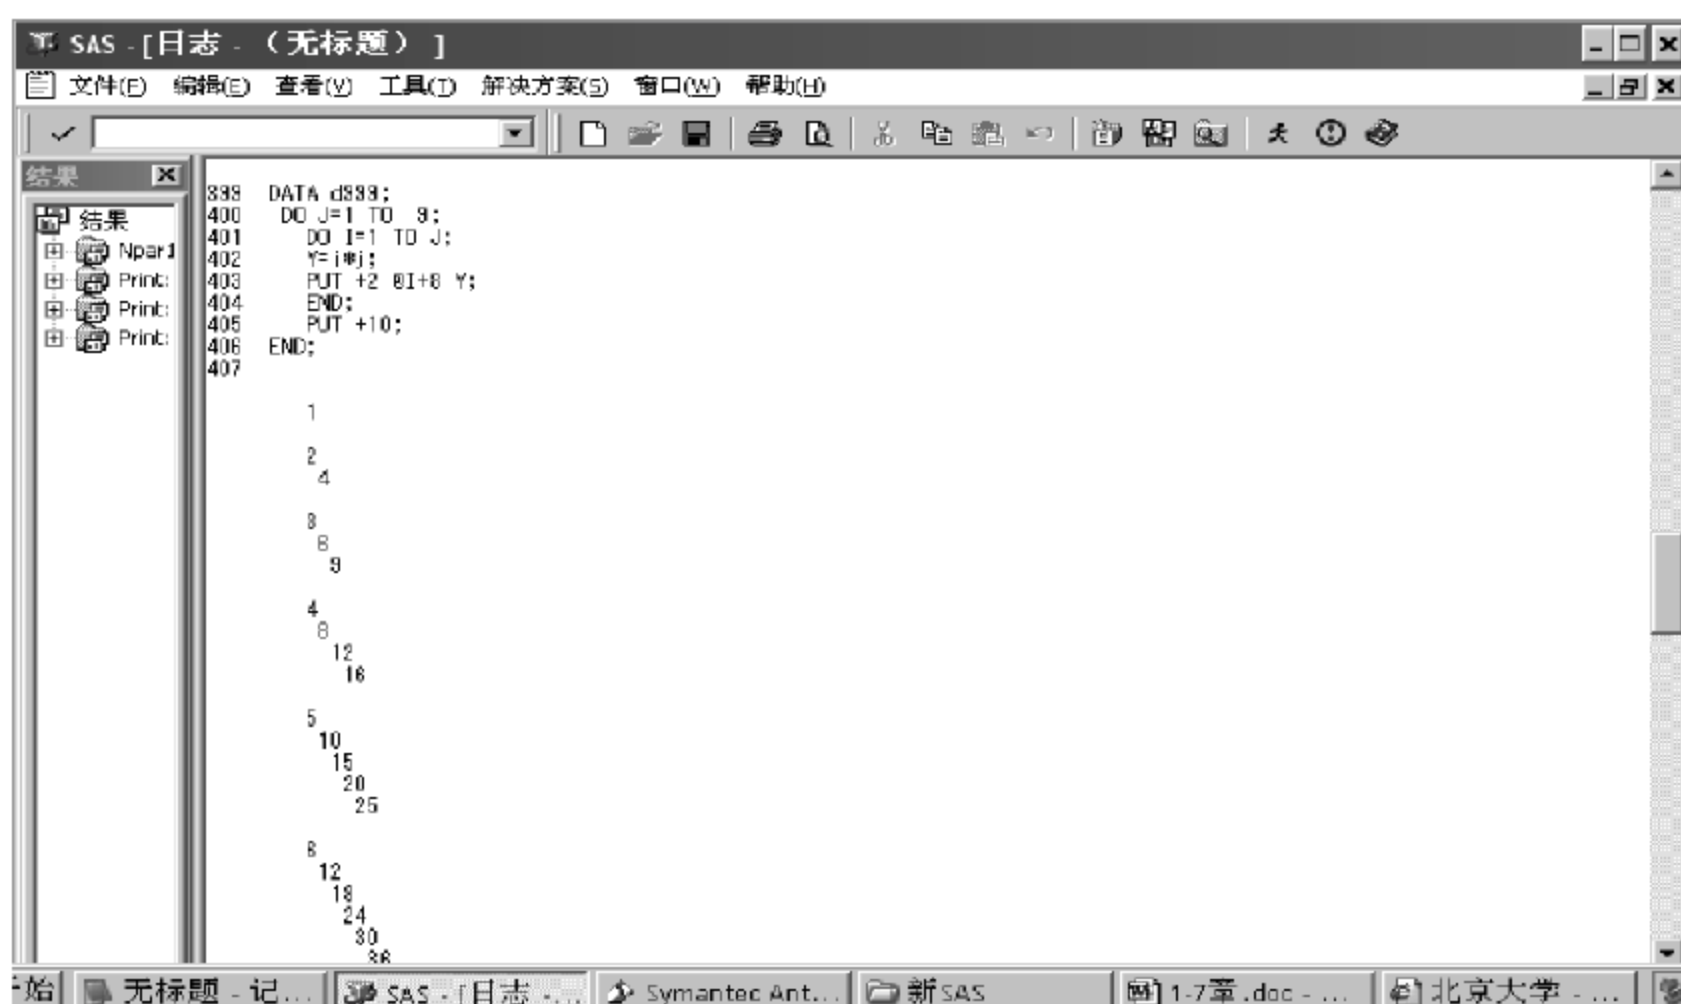 SAS - [日志 - （无标题） ]
文件(F) 编辑(E) 查看(V) 工具(T) 解决方案(S) 窗口(W) 帮助(H)
结果
结果
Npar1
Print:
Print:
Print:
399 DATA d999;
400 DO J=1 TO 9;
401 DO I=1 TO J;
402 Y=i*j;
403 PUT +2 @I+8 Y;
404 END;
405 PUT +10;
406 END;
407
1
2
4
3
6
9
4
8
12
16
5
10
15
20
25
6
12
18
24
30
36
始 无标题 - 记... SAS - [日志 -... Symantec Ant... 新SAS 1-7章.doc - ... 北京大学 - ...